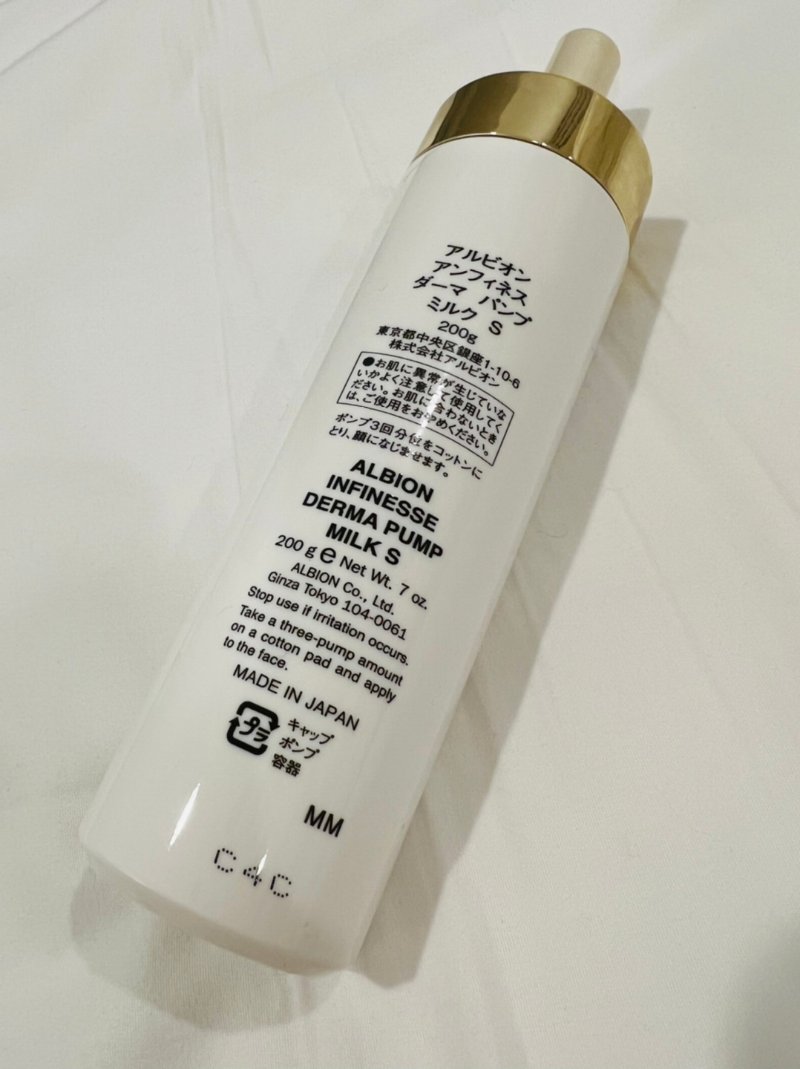 アルビオン
アンフィネス
ダーマ パンプ
ミルク S
200g
東京都中央区銀座1-10-6
株式会社アルビオン
●お肌に異常が生じていな
いかよく注意して使用してく
ださい。お肌に合わないとき
は、ご使用をおやめください。
ポンプ3回分位をコットンに
とり、顔になじませます。
ALBION
INFINESSE
DERMA PUMP
MILK S
200 g e Net Wt. 7 oz.
ALBION Co., Ltd.
Ginza Tokyo 104-0061
Stop use if irritation occurs.
Take a three-pump amount
on a cotton pad and apply
to the face.
MADE IN JAPAN
プラ
キャップ
ポンプ
容器
MM
C4C